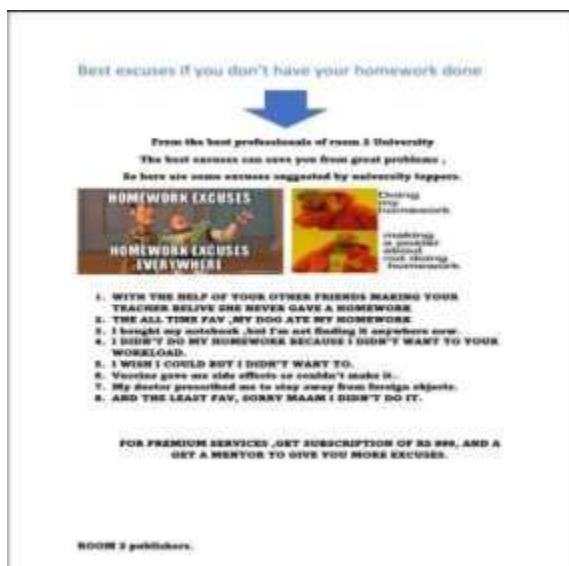 Best excuses if you don't have your homework done
From the best professionals of room 2 University
The best excuses can save you from great problems ,
So here are some excuses suggested by university toppers.
HOMEWORK EXCUSES
HOMEWORK EXCUSES
EVERYWHERE
Doing
my
homework
making
a poster
about
not doing
homework
1. WITH THE HELP OF YOUR OTHER FRIENDS MAKING YOUR
TEACHER BELIVE SHE NEVER GAVE A HOMEWORK
2. THE ALL TIME FAV ,MY DOG ATE MY HOMEWORK
3. I bought my notebook ,but I'm not finding it anywhere now.
4. I DIDN'T DO MY HOMEWORK BECAUSE I DIDN'T WANT TO YOUR
WORKLOAD.
5. I WISH I COULD BUT I DIDN'T WANT TO.
6. Vaccine gave me side effects so couldn't make it..
7. My doctor prescribed me to stay away from foreign objects.
8. AND THE LEAST FAV, SORRY MAAM I DIDN'T DO IT.
FOR PREMIUM SERVICES ,GET SUBSCRIPTION OF RS 999, AND A
GET A MENTOR TO GIVE YOU MORE EXCUSES.
ROOM 2 publishers.